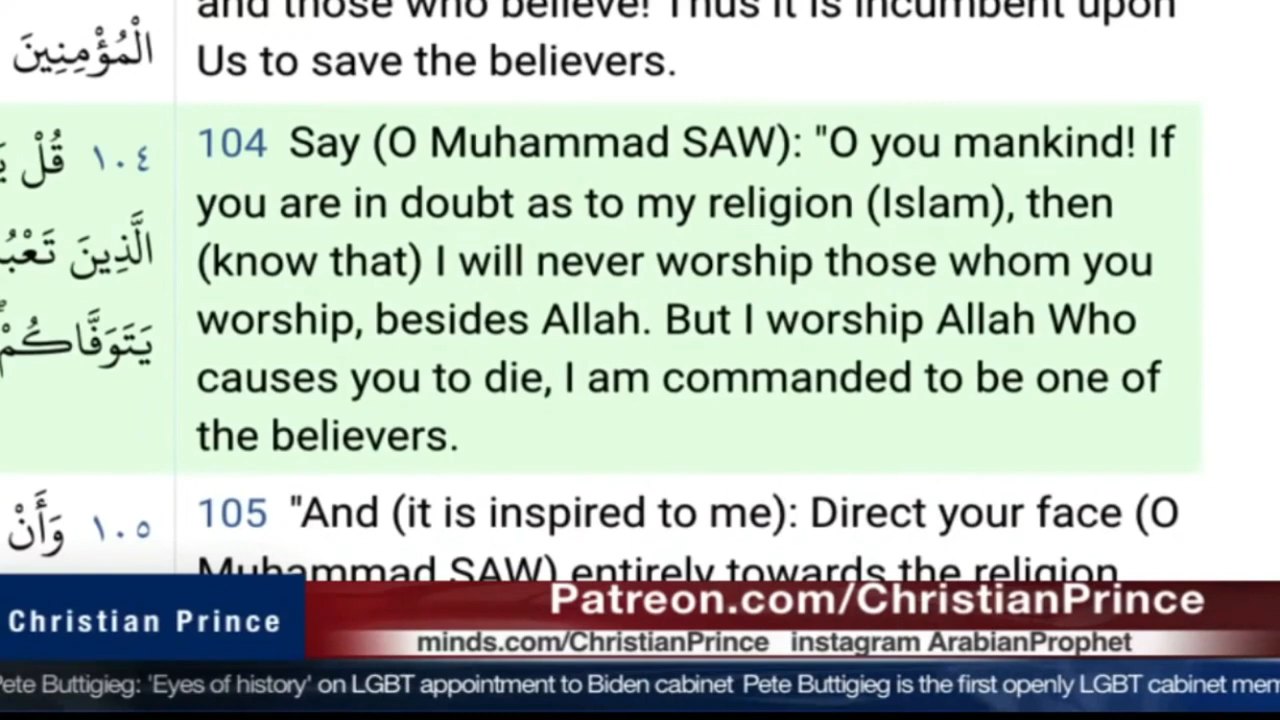 and those who believe! Thus it is incumbent upon
الْمُؤْمِنِينَ
Us to save the believers.
١٠٤ قُلْ
104 Say (O Muhammad SAW): "O you mankind! If
you are in doubt as to my religion (Islam), then
الَّذِينَ
(know that) I will never worship those whom you
worship, besides Allah. But I worship Allah Who
يَتَوَفَّاكُمْ
causes you to die, I am commanded to be one of
the believers.
١٠٥ وَأَنْ
105 "And (it is inspired to me): Direct your face (O
Muhammad SAW) entirely towards the religion
Christian Prince
Patreon.com/ChristianPrince
minds.com/ChristianPrince instagram ArabianProphet
Pete Buttigieg: 'Eyes of history' on LGBT appointment to Biden cabinet Pete Buttigieg is the first openly LGBT cabinet